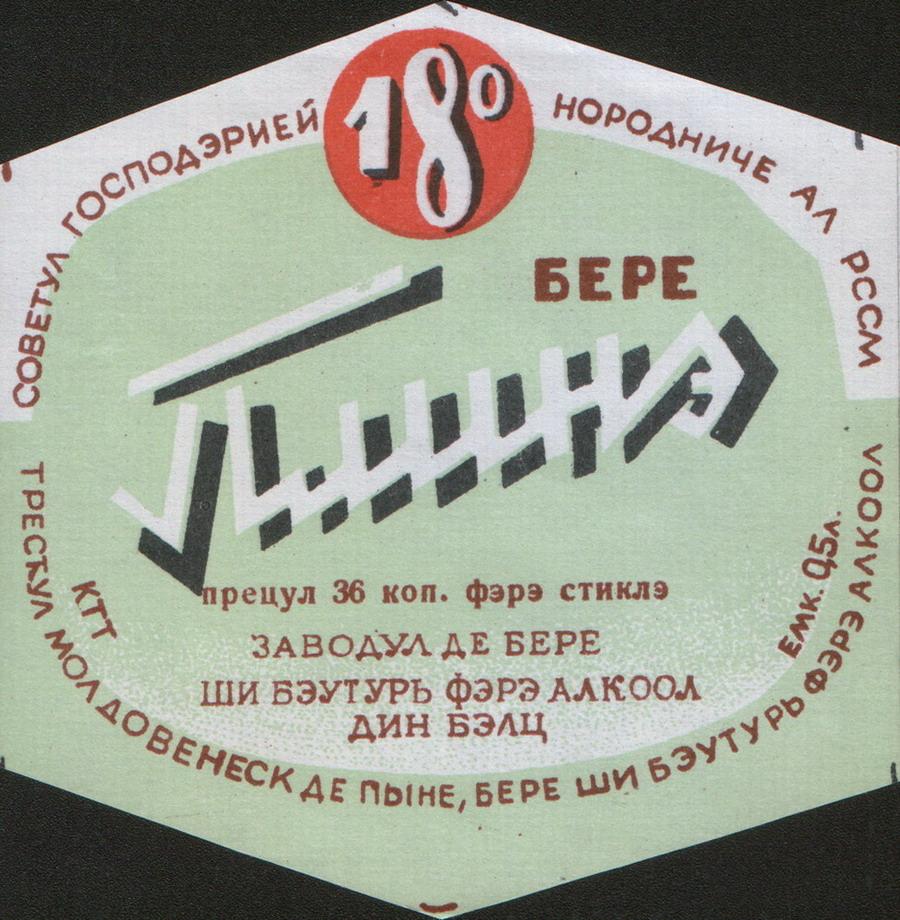 СОВЕТУЛ ГОСПОДЭРИЕЙ НОРОДНИЧЕ АЛ РССМ
18º
БЕРЕ
прецул 36 коп. фэрэ стиклэ
КТТ
ЕМК. 0,5л.
ЗАВОДУЛ ДЕ БЕРЕ
ШИ БЭУТУРЬ ФЭРЭ АЛКООЛ
ДИН БЭЛЦ
ТРЕСТУЛ МОЛДОВЕНЕСК ДЕ ПЫНЕ, БЕРЕ ШИ БЭУТУРЬ ФЭРЭ АЛКООЛ